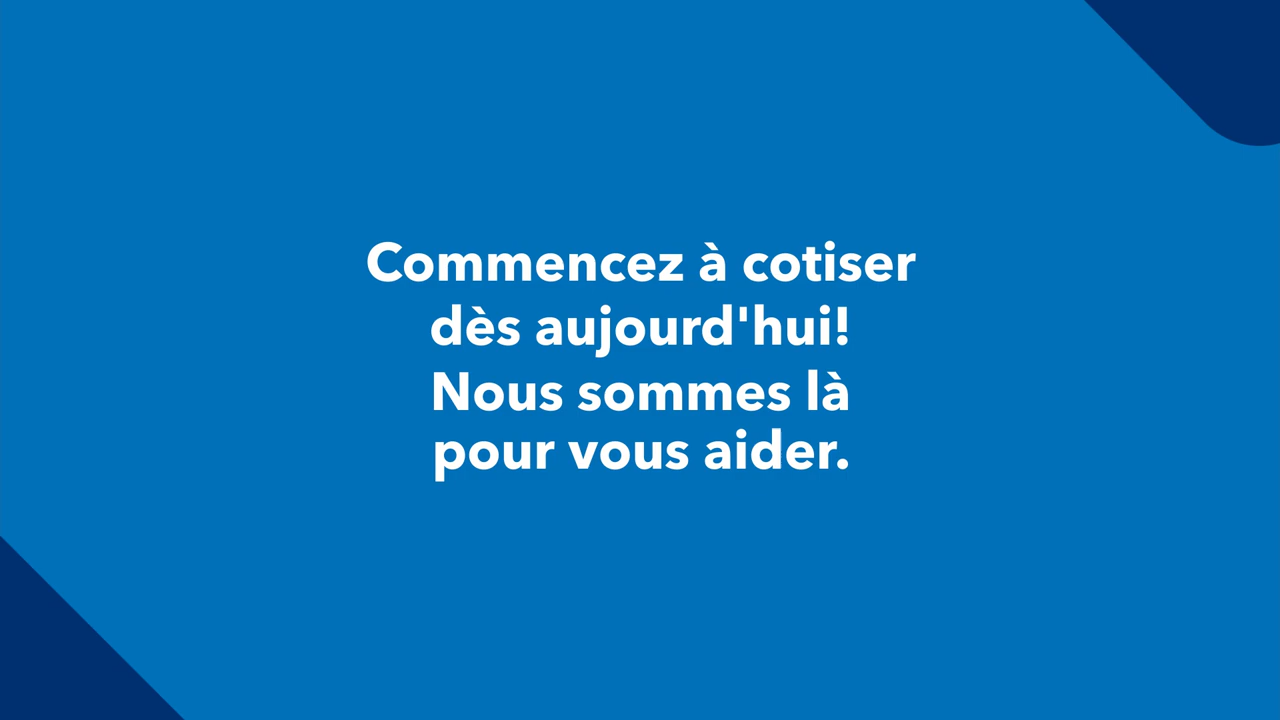 Commencez à cotiser
dès aujourd'hui!
Nous sommes là
pour vous aider.